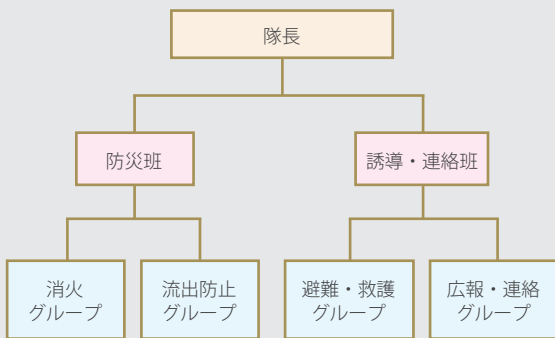 隊長
防災班
誘導・連絡班
消火
グループ
流出防止
グループ
避難・救護
グループ
広報・連絡
グループ